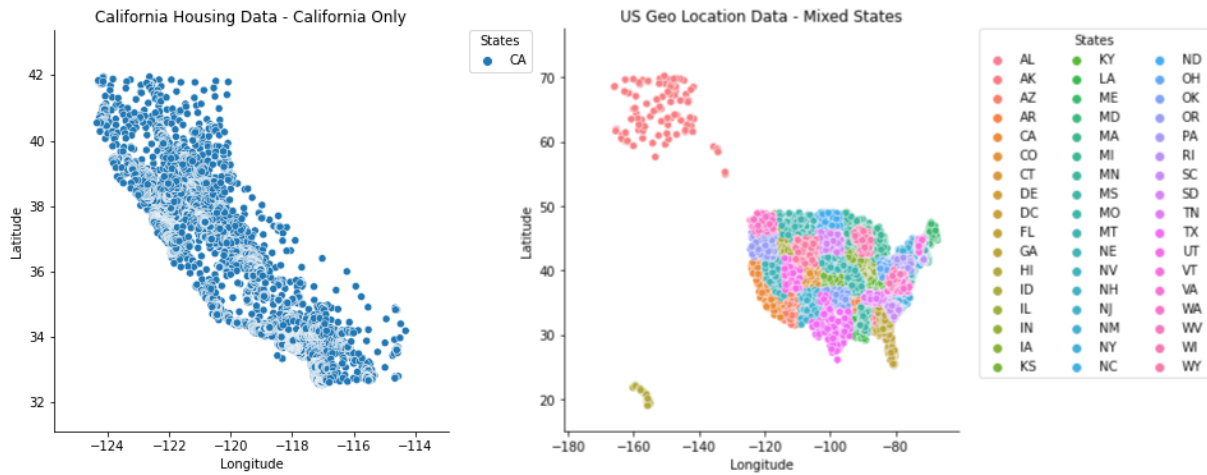 California Housing Data - California Only
States
CA
Latitude
42
40
38
36
34
32
−124
−122
−120
−118
−116
−114
Longitude
US Geo Location Data - Mixed States
Latitude
70
60
50
40
30
20
−180
−160
−140
−120
−100
−80
Longitude
States
AL KY ND
AK LA OH
AZ ME OK
AR MD OR
CA MA PA
CO MI RI
CT MN SC
DE MS SD
DC MO TN
FL MT TX
GA NE UT
HI NV VT
ID NH VA
IL NJ WA
IN NM WV
IA NY WI
KS NC WY